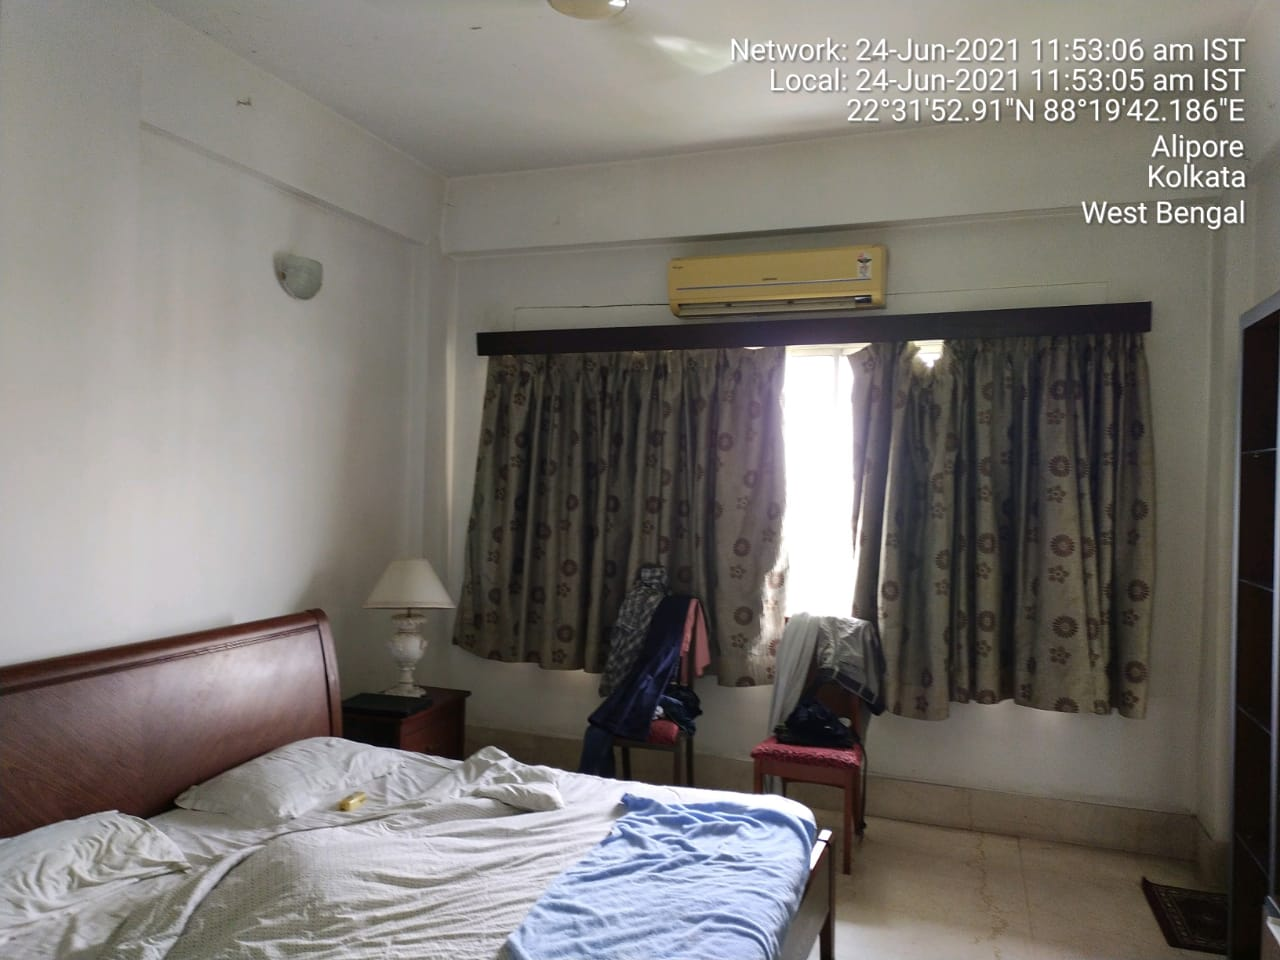 Network: 24-Jun-2021 11:53:06 am IST
Local: 24-Jun-2021 11:53:05 am IST
22°31'52.91"N 88°19'42.186"E
Alipore
Kolkata
West Bengal